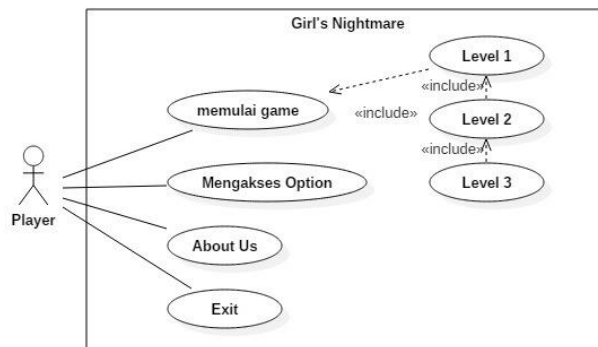 Girl's Nightmare
Level 1
«include»
memulai game
«include»
Level 2
«include»
Mengakses Option
Level 3
Player
About Us
Exit